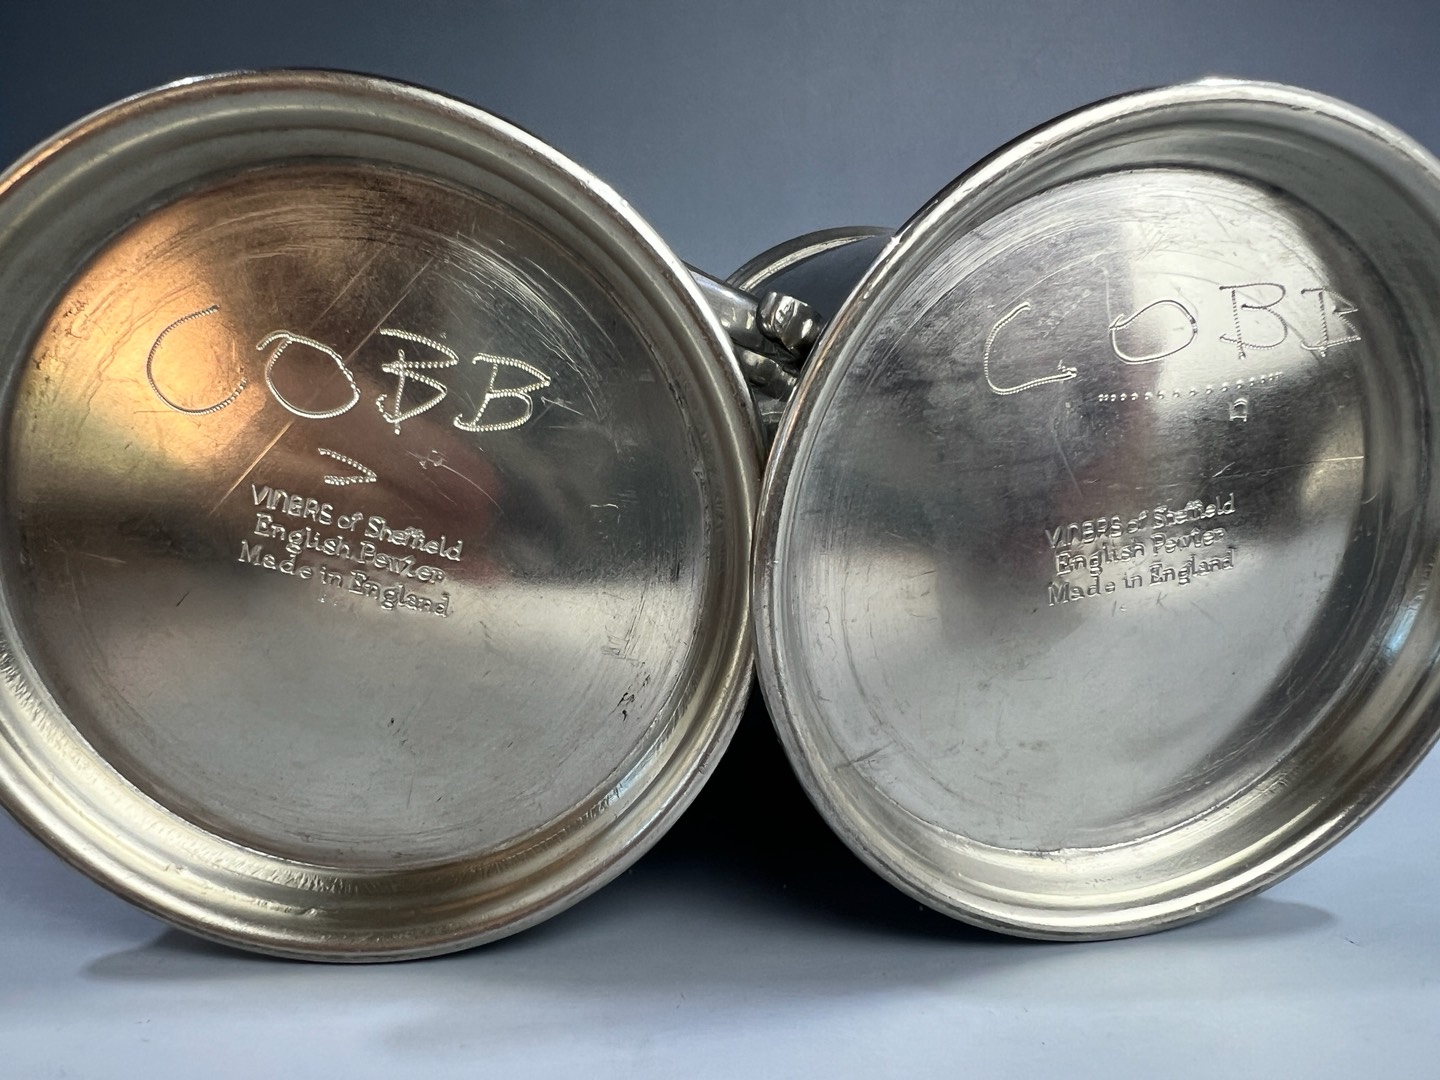 COBB
VINERS of Sheffield
English Pewter
Made in England
COBB
VINERS of Sheffield
English Pewter
Made in England